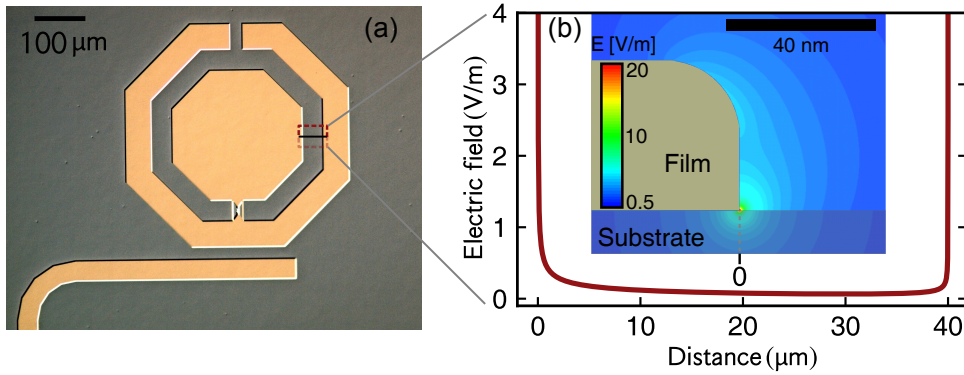 100 μm
(a)
(b)
E [V/m]
20
10
0.5
40 nm
Film
Substrate
0
Electric field (V/m)
4
3
2
1
0
0
10
20
30
40
Distance (μm)